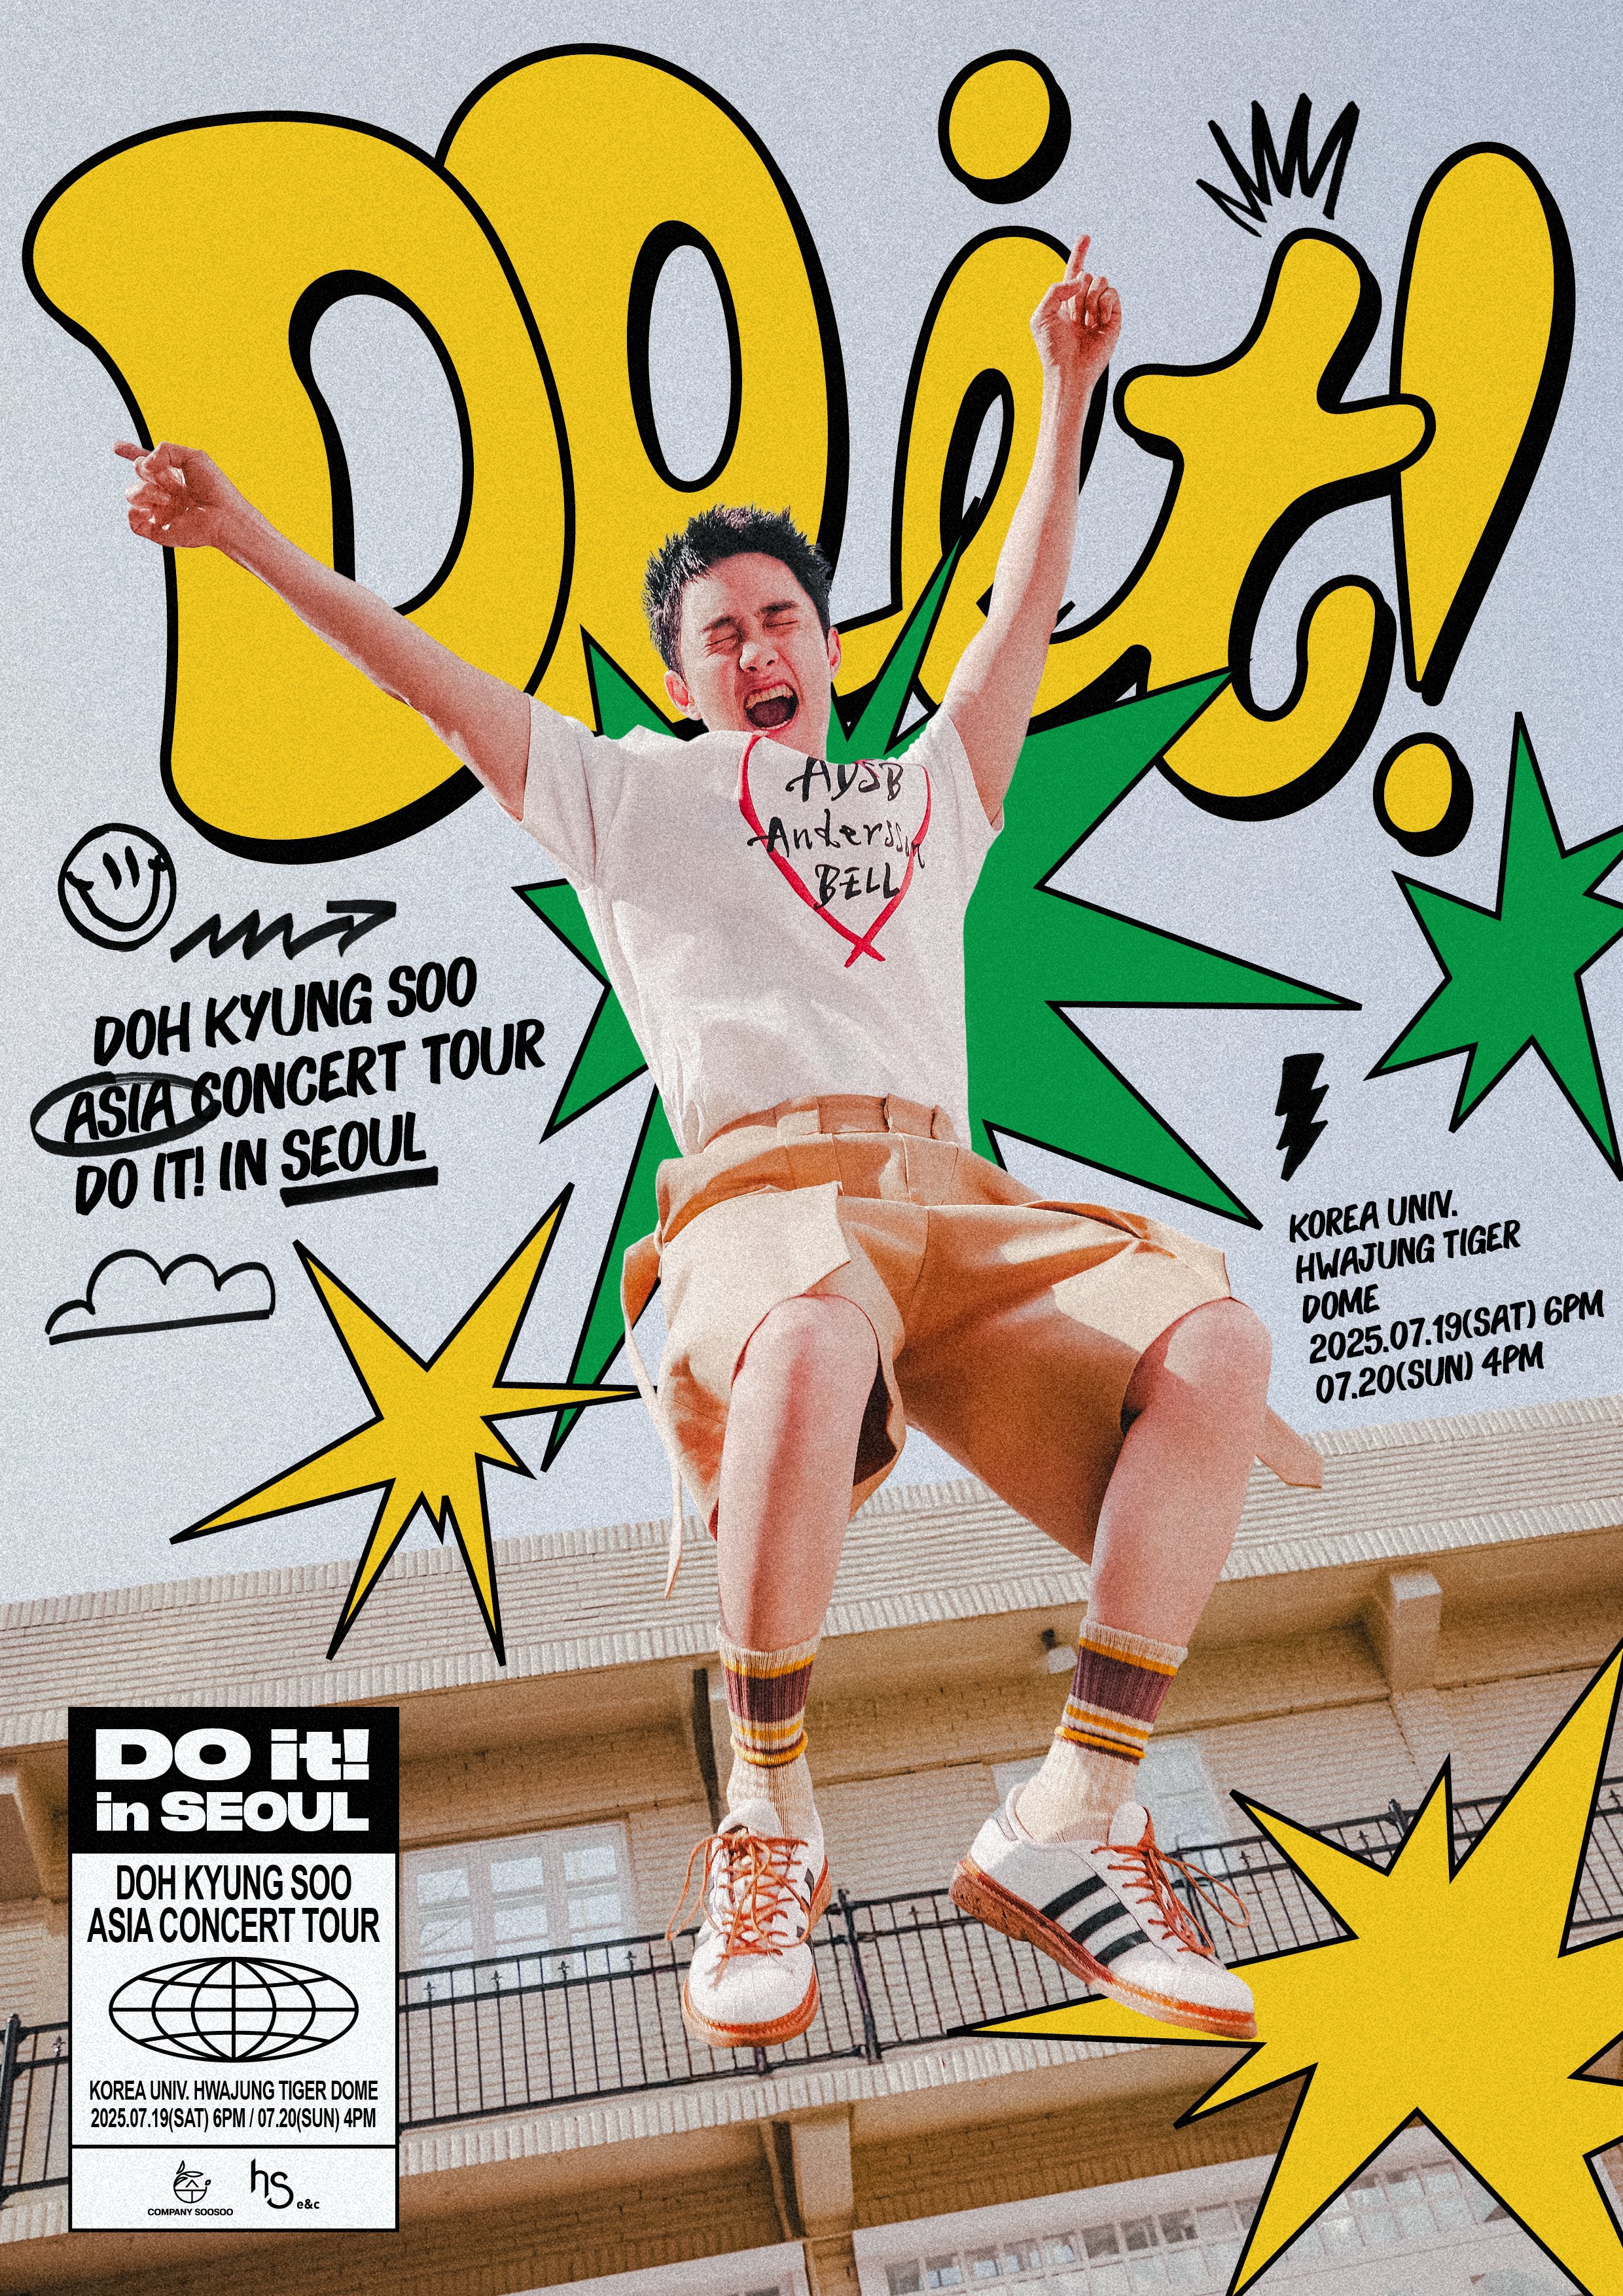 DO it!
ADSB
Andersson
BELL
DOH KYUNG SOO
ASIA CONCERT TOUR
DO IT! IN SEOUL
KOREA UNIV.
HWAJUNG TIGER
DOME
2025.07.19(SAT) 6PM
07.20(SUN) 4PM
DO it!
in SEOUL
DOH KYUNG SOO
ASIA CONCERT TOUR
KOREA UNIV. HWAJUNG TIGER DOME
2025.07.19(SAT) 6PM / 07.20(SUN) 4PM
COMPANY SOOSOO
hs e&c